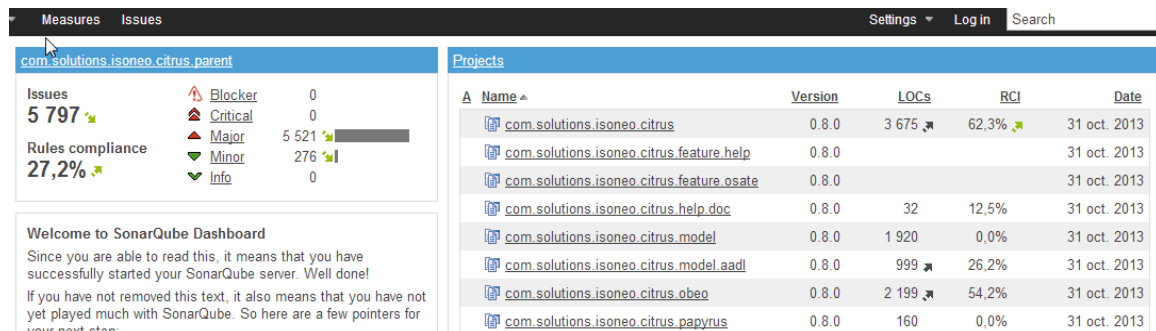 Measures Issues Settings Log in Search
com.solutions.isoneo.citrus.parent
Issues
5 797
Rules compliance
27,2%
Blocker 0
Critical 0
Major 5 521
Minor 276
Info 0
Welcome to SonarQube Dashboard
Since you are able to read this, it means that you have
successfully started your SonarQube server. Well done!
If you have not removed this text, it also means that you have not
yet played much with SonarQube. So here are a few pointers for
your next step:
Projects
A Name Version LOCs RCI Date
com.solutions.isoneo.citrus 0.8.0 3 675 62,3% 31 oct. 2013
com.solutions.isoneo.citrus.feature.help 0.8.0 31 oct. 2013
com.solutions.isoneo.citrus.feature.osate 0.8.0 31 oct. 2013
com.solutions.isoneo.citrus.help.doc 0.8.0 32 12,5% 31 oct. 2013
com.solutions.isoneo.citrus.model 0.8.0 1 920 0,0% 31 oct. 2013
com.solutions.isoneo.citrus.model.aadl 0.8.0 999 26,2% 31 oct. 2013
com.solutions.isoneo.citrus.obeo 0.8.0 2 199 54,2% 31 oct. 2013
com.solutions.isoneo.citrus.papyrus 0.8.0 160 0,0% 31 oct. 2013